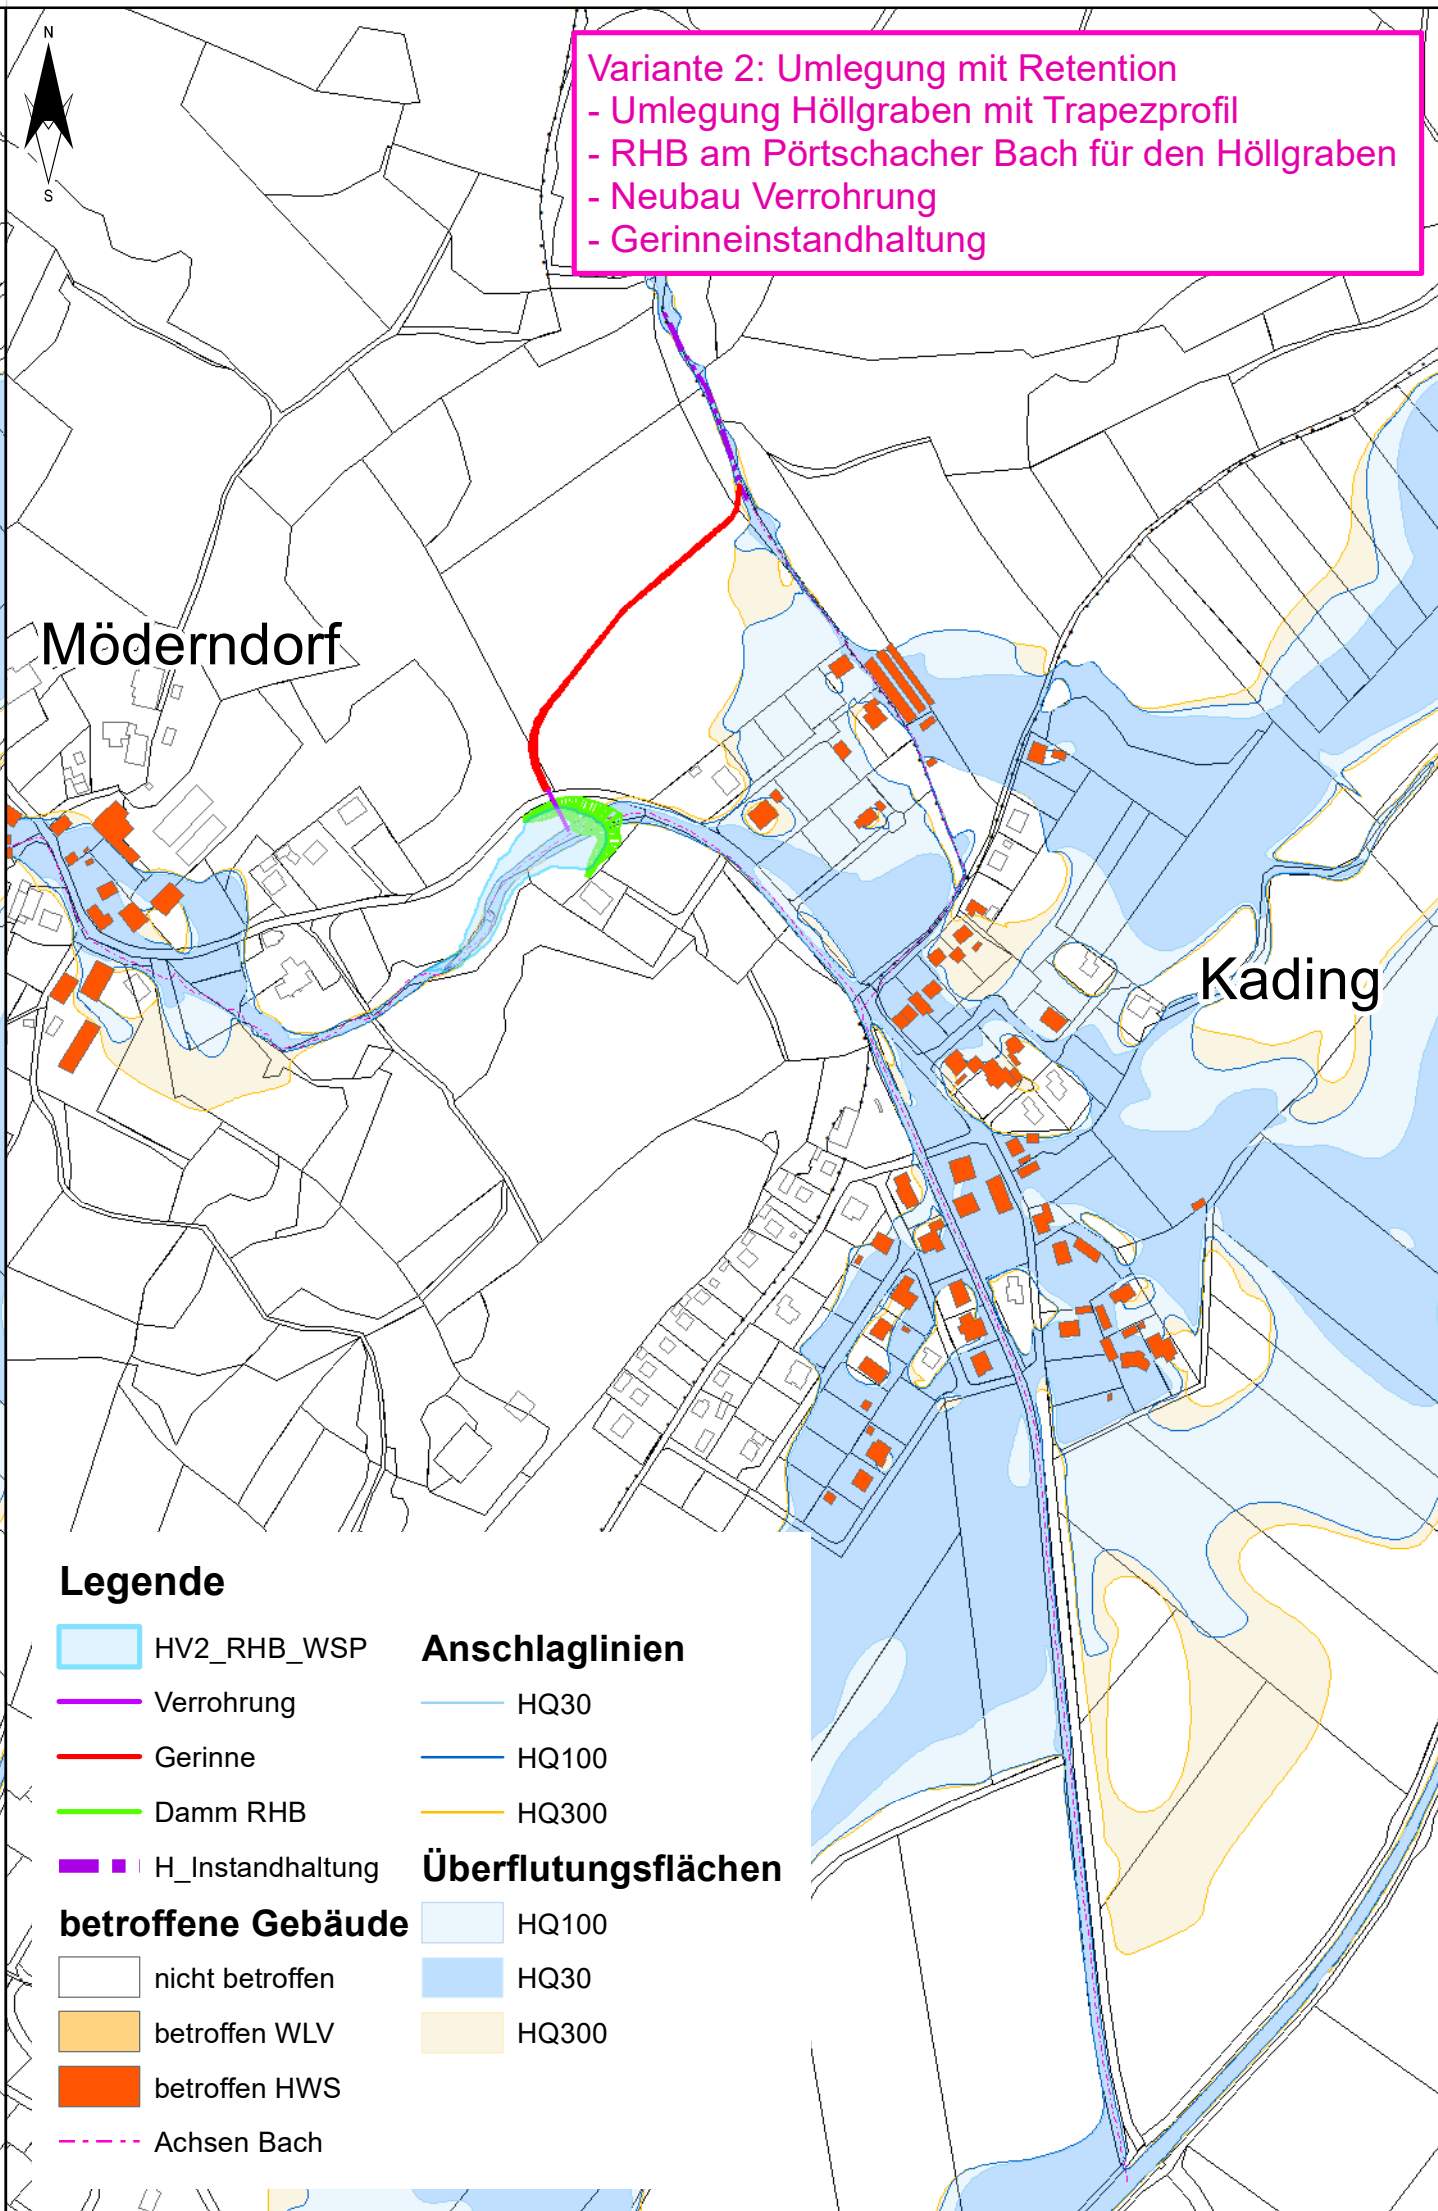 N
S
Variante 2: Umlegung mit Retention
- Umlegung Höllgraben mit Trapezprofil
- RHB am Pörtschacher Bach für den Höllgraben
- Neubau Verrohrung
- Gerinneinstandhaltung
Möderndorf
Kading
Legende
HV2_RHB_WSP
Verrohrung
Gerinne
Damm RHB
H_Instandhaltung
betroffene Gebäude
nicht betroffen
betroffen WLV
betroffen HWS
Achsen Bach
Anschlaglinien
HQ30
HQ100
HQ300
Überflutungsflächen
HQ100
HQ30
HQ300